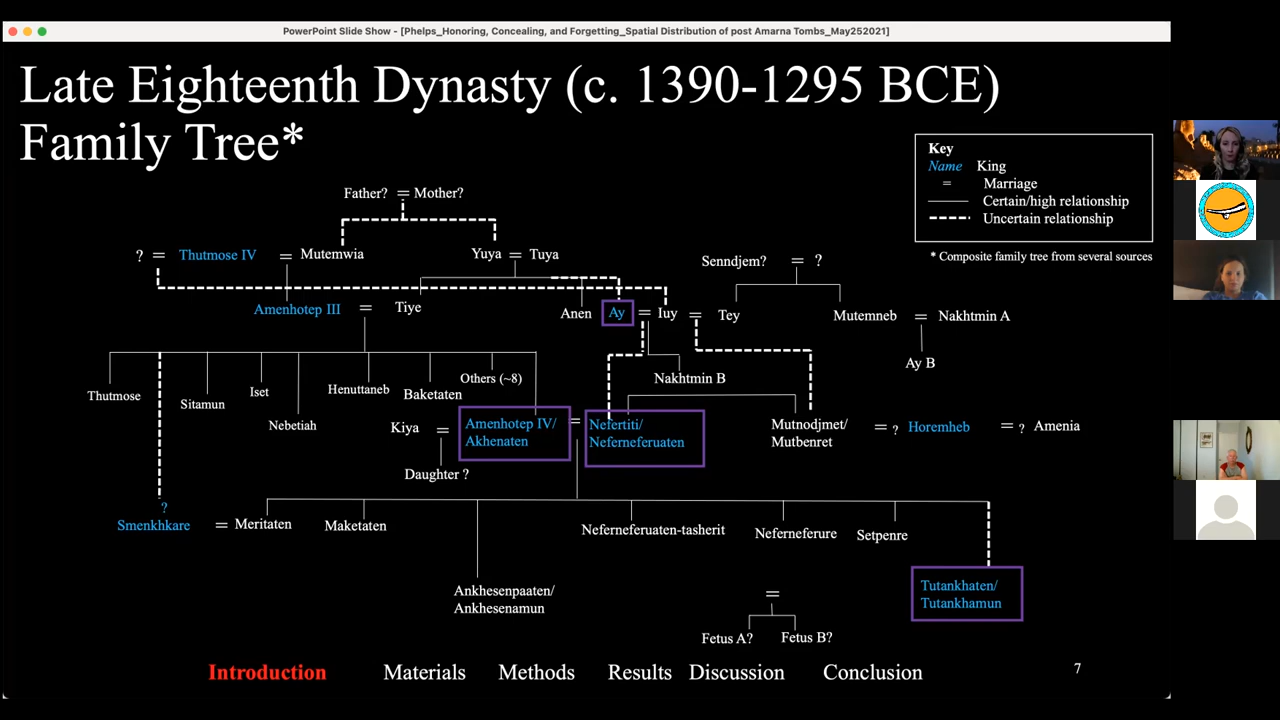 PowerPoint Slide Show - [Phelps_Honoring, Concealing, and Forgetting_Spatial Distribution of post Amarna Tombs_May252021]
Late Eighteenth Dynasty (c. 1390-1295 BCE)
Family Tree*
Key
Name King
= Marriage
Certain/high relationship
Uncertain relationship
* Composite family tree from several sources
Father? = Mother?
? = Thutmose IV = Mutemwia
Yuya = Tuya
Senndjem? = ?
Amenhotep III = Tiye
Anen
Ay = Iuy = Tey
Mutemneb = Nakhtmin A
Ay B
Nakhtmin B
Thutmose
Sitamun
Iset
Nebetiah
Henuttaneb
Baketaten
Others (~8)
Kiya = Amenhotep IV/
Akhenaten
= Nefertiti/
Neferneferuaten
Mutnodjmet/
Mutbenret
= ? Horemheb = ? Amenia
Daughter ?
?
Smenkhkare = Meritaten
Maketaten
Neferneferuaten-tasherit
Neferneferure
Setpenre
Ankhesenpaaten/
Ankhesenamun
=
Tutankhaten/
Tutankhamun
Fetus A? Fetus B?
Introduction Materials Methods Results Discussion Conclusion
7